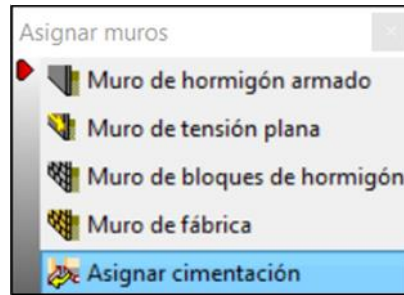 Asignar muros
Muro de hormigón armado
Muro de tensión plana
Muro de bloques de hormigón
Muro de fábrica
Asignar cimentación